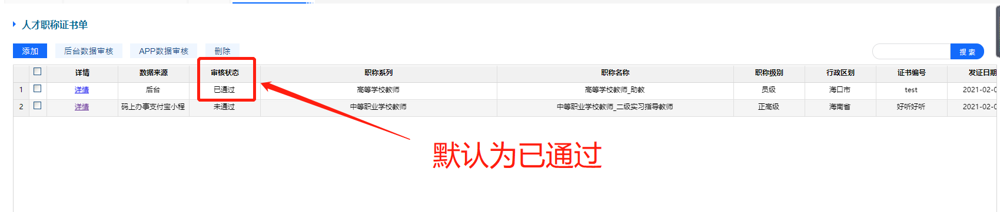 人才职称证书单
添加 后台数据审核 APP数据审核 删除 搜 索
详情 数据来源 审核状态 职称系列 职称名称 职称级别 行政区划 证书编号 发证日期
1 详情 后台 已通过 高等学校教师 高等学校教师_助教 员级 海口市 test 2021-02-0
2 详情 码上办事支付宝小程 未通过 中等职业学校教师 中等职业学校教师_二级实习指导教师 正高级 海南省 好听好听 2021-02-0
默认为已通过